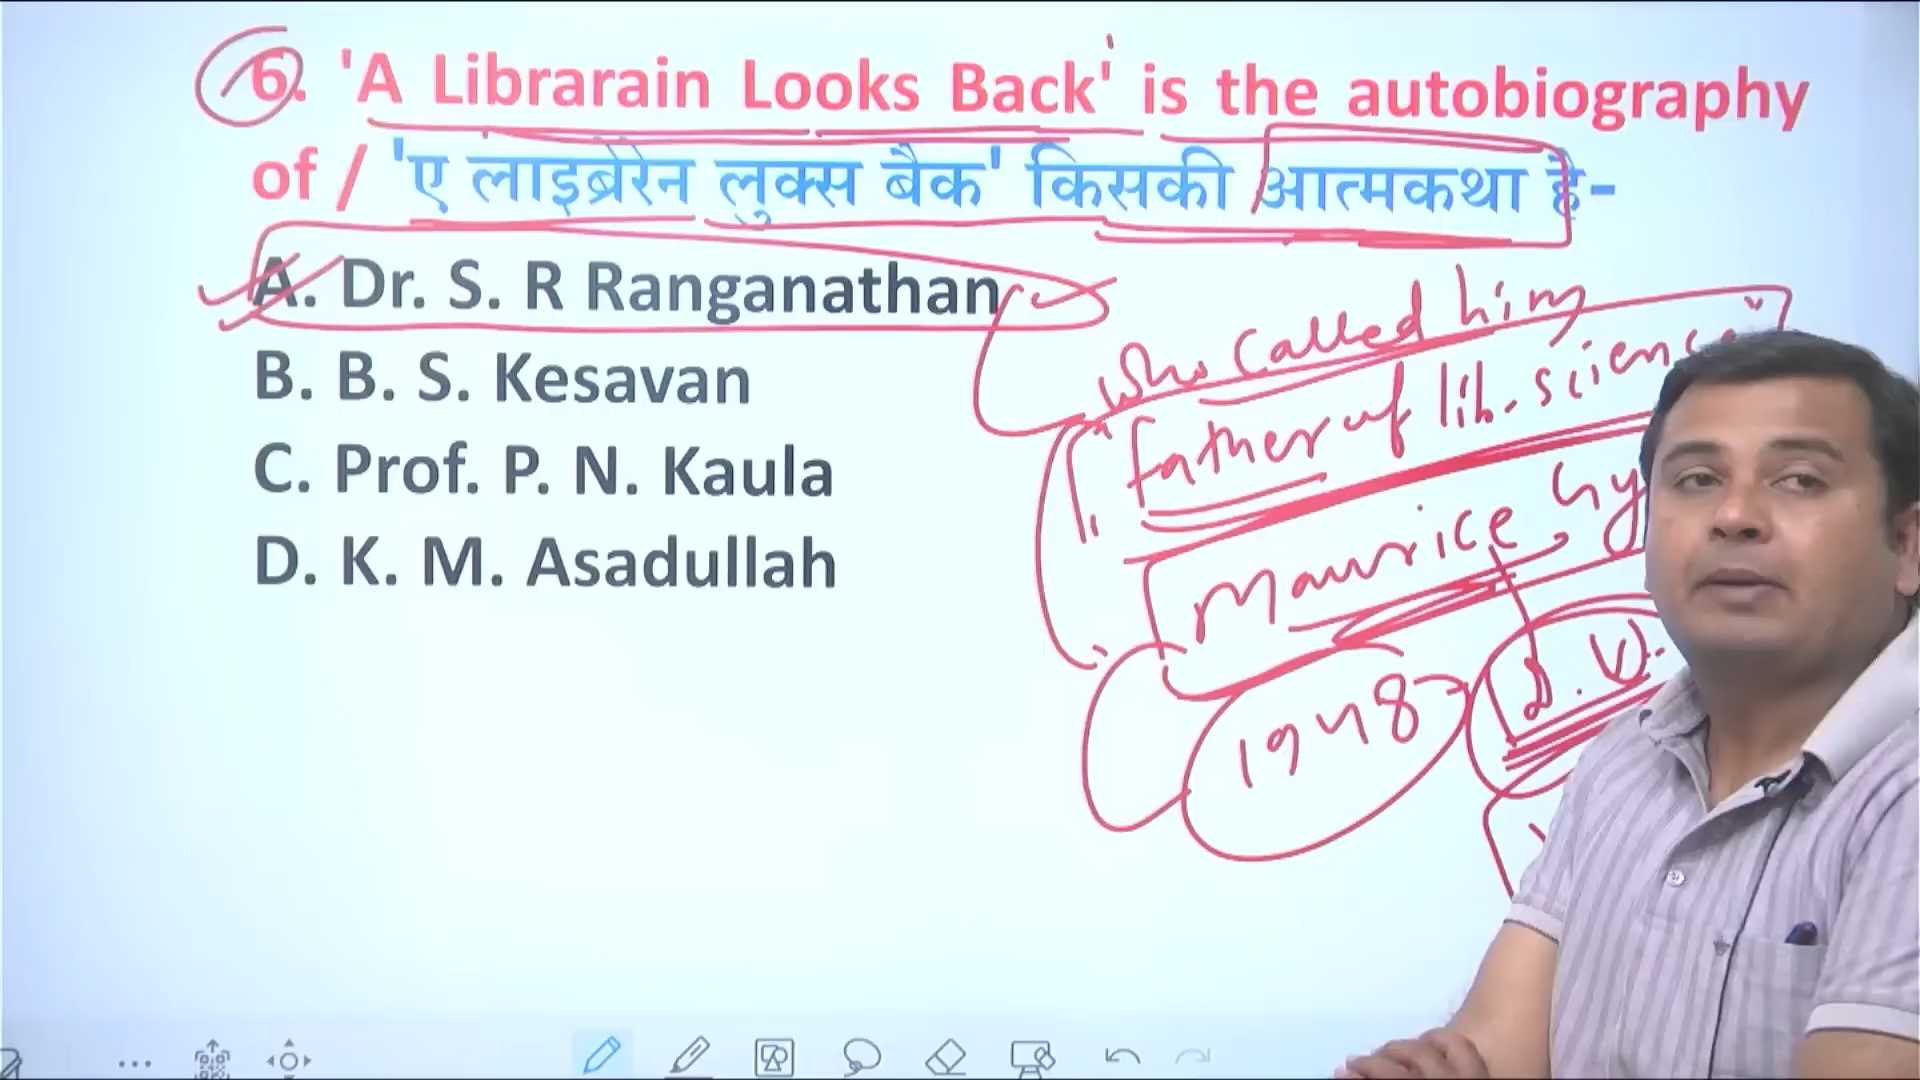 6. 'A Librarain Looks Back' is the autobiography
of / 'ए लाइब्रेरेन लुक्स बैक' किसकी आत्मकथा है-
A. Dr. S. R Ranganathan
B. B. S. Kesavan
C. Prof. P. N. Kaula
D. K. M. Asadullah
who called him
"Father of lib. science"
Maurice
1948